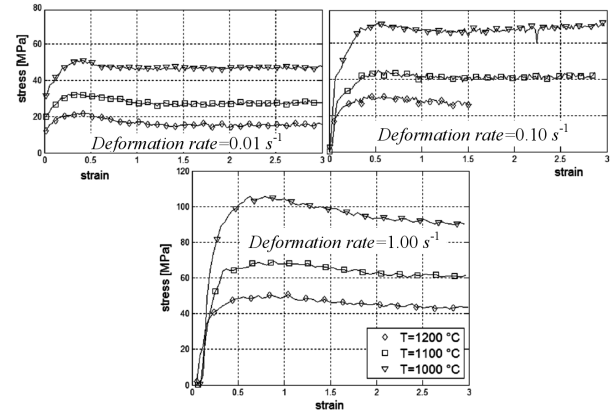 80
60
40
20
0
stress [MPa]
0 0.5 1 1.5 2 2.5 3
strain
Deformation rate=0.01 s⁻¹
80
60
40
20
0
stress [MPa]
0 0.5 1 1.5 2 2.5 3
strain
Deformation rate=0.10 s⁻¹
120
100
80
60
40
20
0
stress [MPa]
0 0.5 1 1.5 2 2.5 3
strain
Deformation rate=1.00 s⁻¹
T=1200 °C
T=1100 °C
T=1000 °C